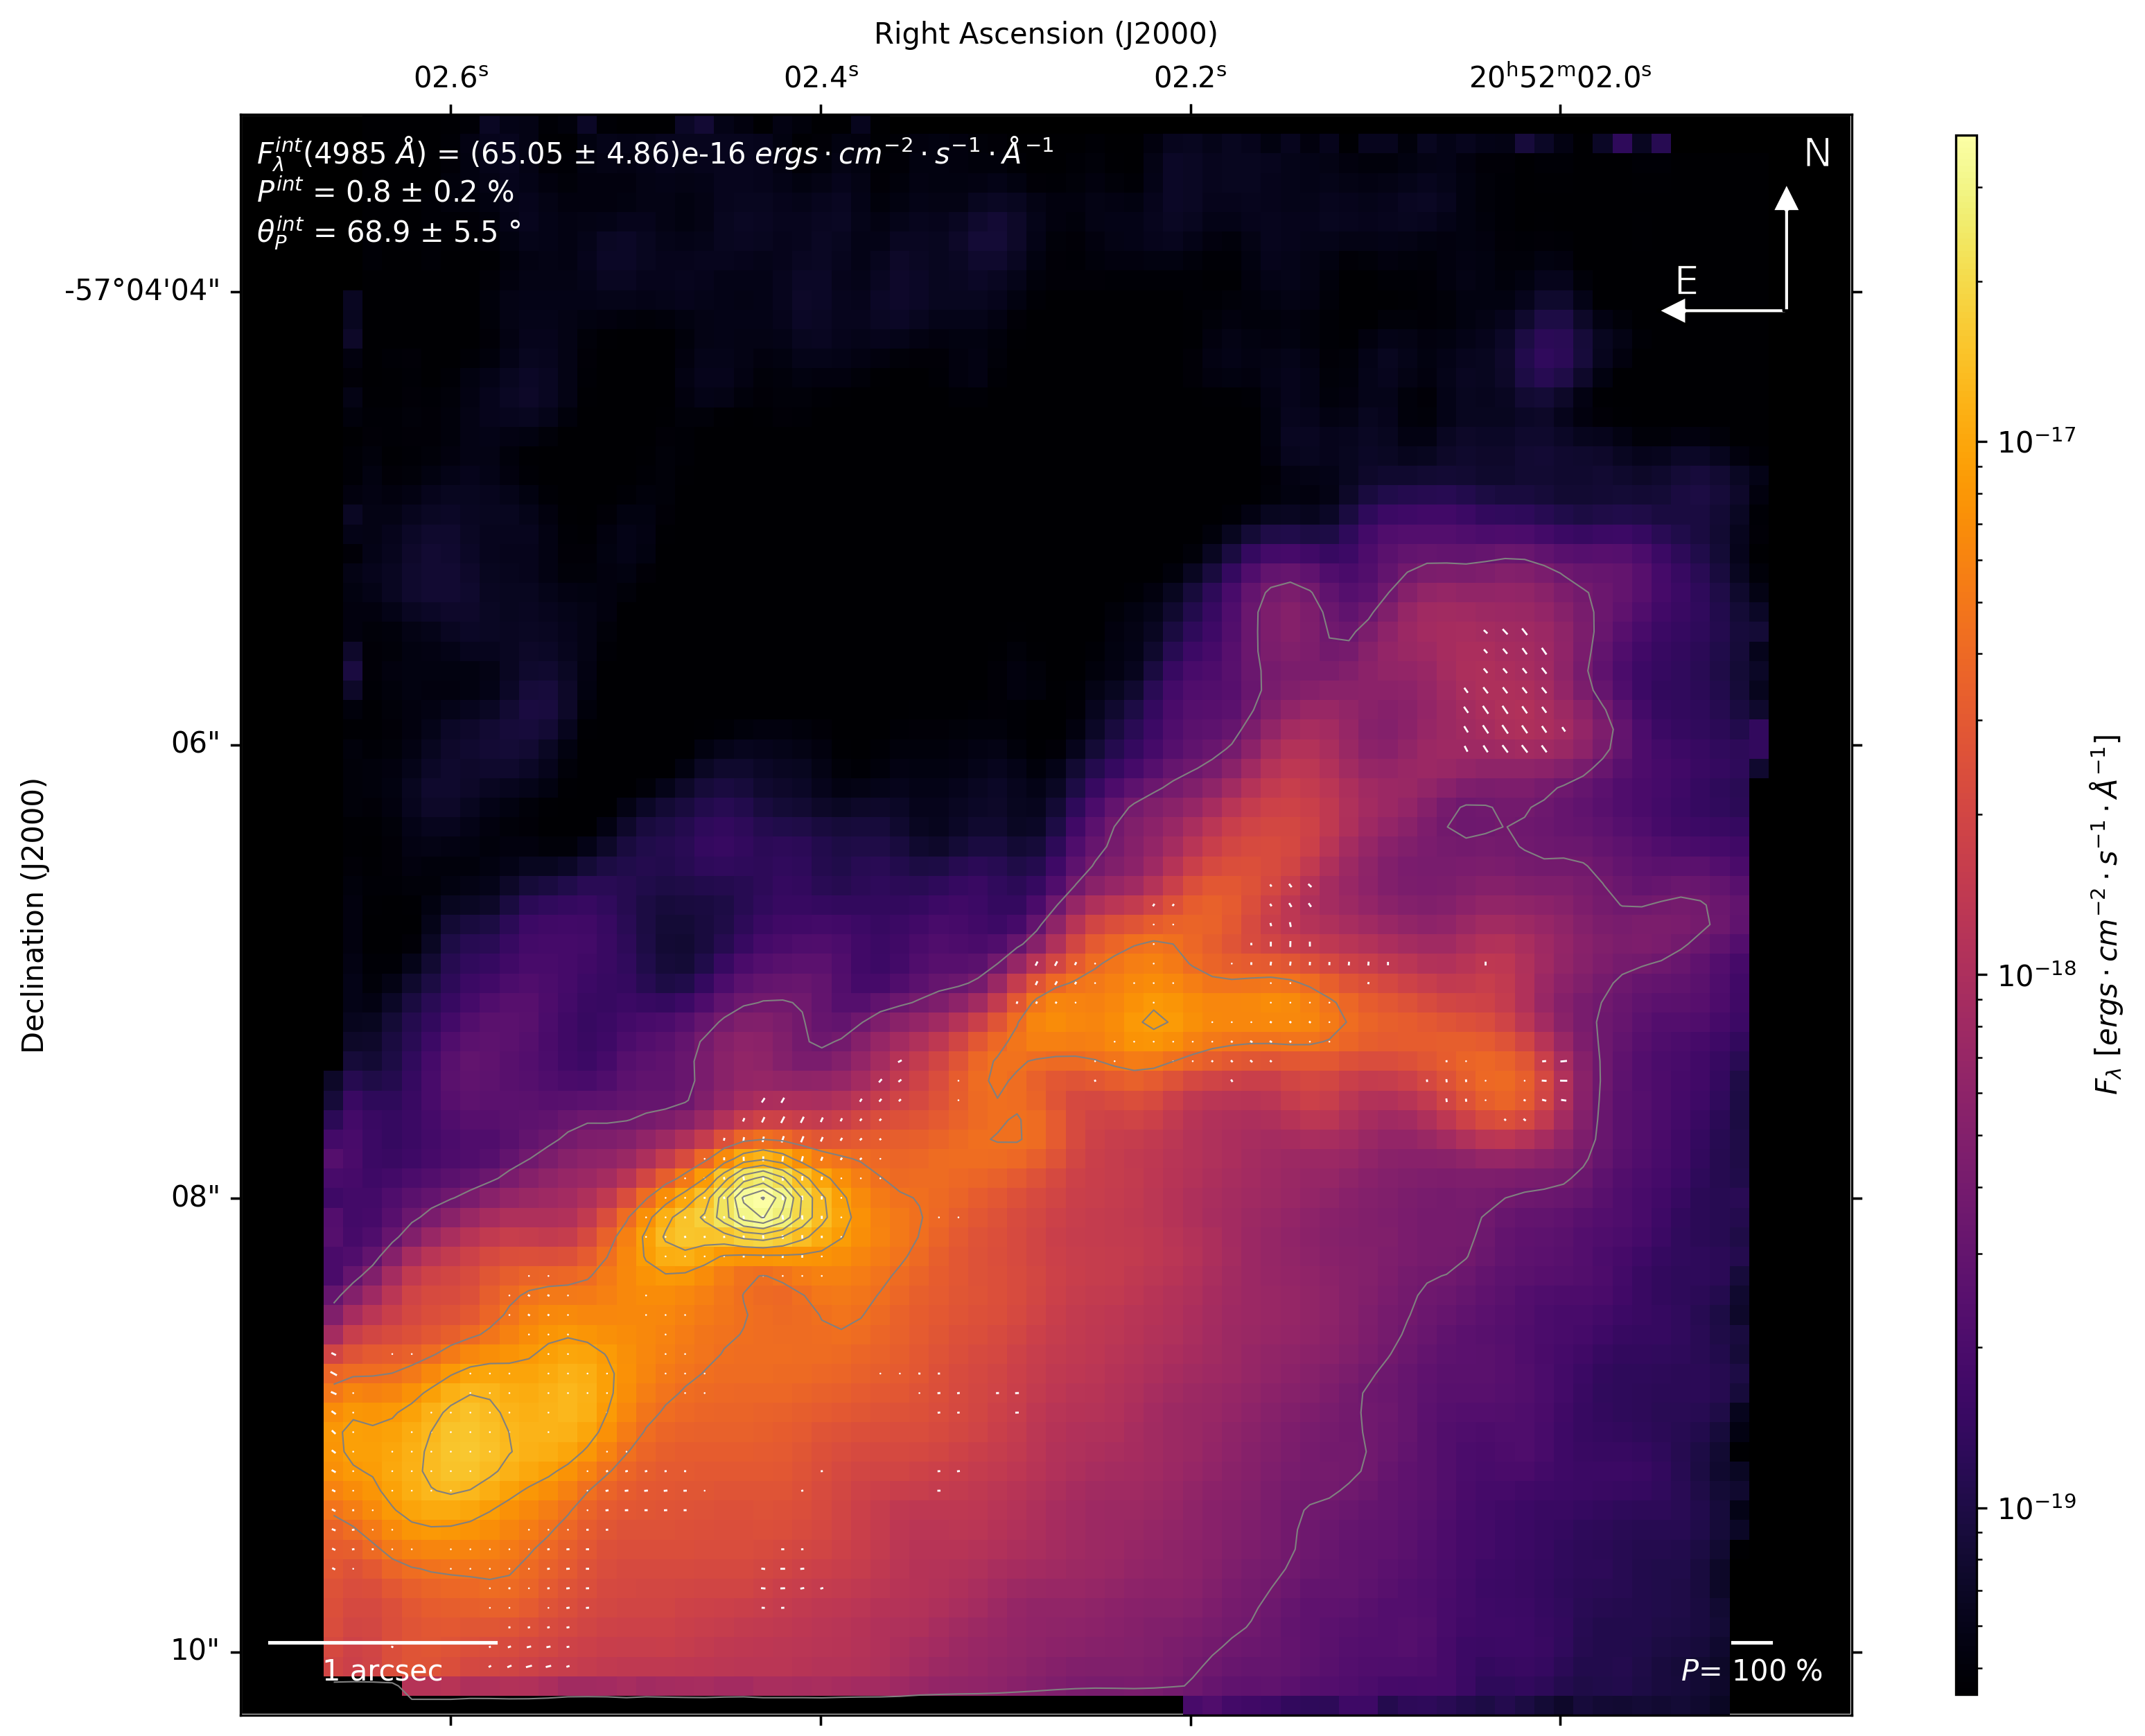 Right Ascension (J2000)
02.6ˢ 02.4ˢ 02.2ˢ 20ʰ52ᵐ02.0ˢ
F_λ^int(4985 Å) = (65.05 ± 4.86)e-16 ergs · cm⁻² · s⁻¹ · Å⁻¹
P^int = 0.8 ± 0.2 %
θ_P^int = 68.9 ± 5.5 °
N
E
-57°04'04"
06"
08"
10"
Declination (J2000)
1 arcsec
P= 100 %
10⁻¹⁷
10⁻¹⁸
10⁻¹⁹
F_λ [ergs · cm⁻² · s⁻¹ · Å⁻¹]